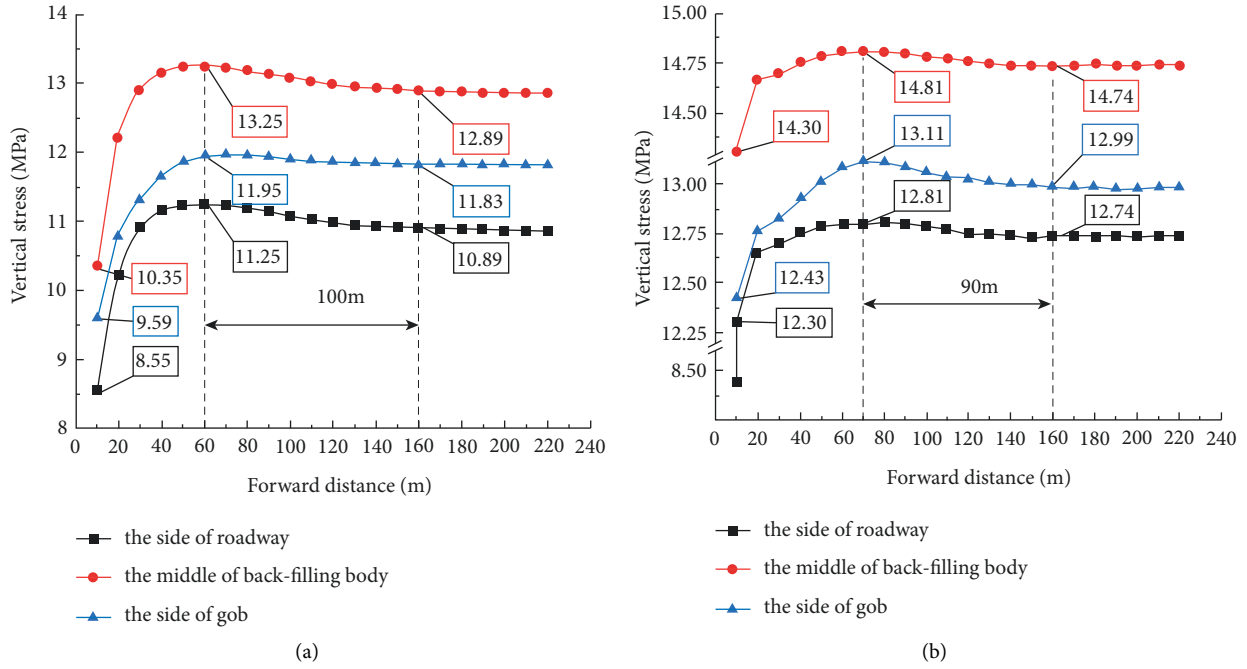 14
13
12
11
10
9
8
Vertical stress (MPa)
13.25
12.89
11.95
11.83
10.35
11.25
10.89
9.59
8.55
100m
0 20 40 60 80 100 120 140 160 180 200 220 240
Forward distance (m)
the side of roadway
the middle of back-filling body
the side of gob
(a)
15.00
14.75
14.50
13.00
12.75
12.50
12.25
8.50
Vertical stress (MPa)
14.81
14.74
14.30
13.11
12.99
12.81
12.74
12.43
12.30
90m
0 20 40 60 80 100 120 140 160 180 200 220 240
Forward distance (m)
the side of roadway
the middle of back-filling body
the side of gob
(b)